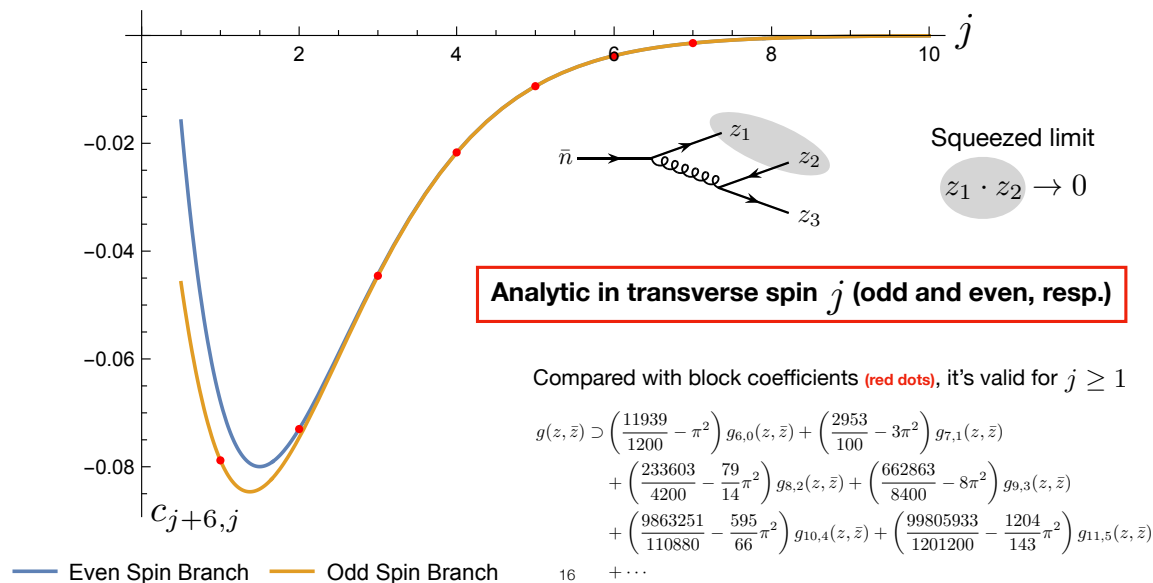 j
2 4 6 8 10
−0.02
−0.04
−0.06
−0.08
c_{j+6,j}
n̄
z_1
z_2
z_3
Squeezed limit
z_1 · z_2 → 0
Analytic in transverse spin j (odd and even, resp.)
Compared with block coefficients (red dots), it's valid for j ≥ 1
g(z, z̄) ⊃ (11939/1200 − π²) g_{6,0}(z, z̄) + (2953/100 − 3π²) g_{7,1}(z, z̄)
+ (233603/4200 − 79/14 π²) g_{8,2}(z, z̄) + (662863/8400 − 8π²) g_{9,3}(z, z̄)
+ (9863251/110880 − 595/66 π²) g_{10,4}(z, z̄) + (99805933/1201200 − 1204/143 π²) g_{11,5}(z, z̄)
+ ⋯
Even Spin Branch Odd Spin Branch
16